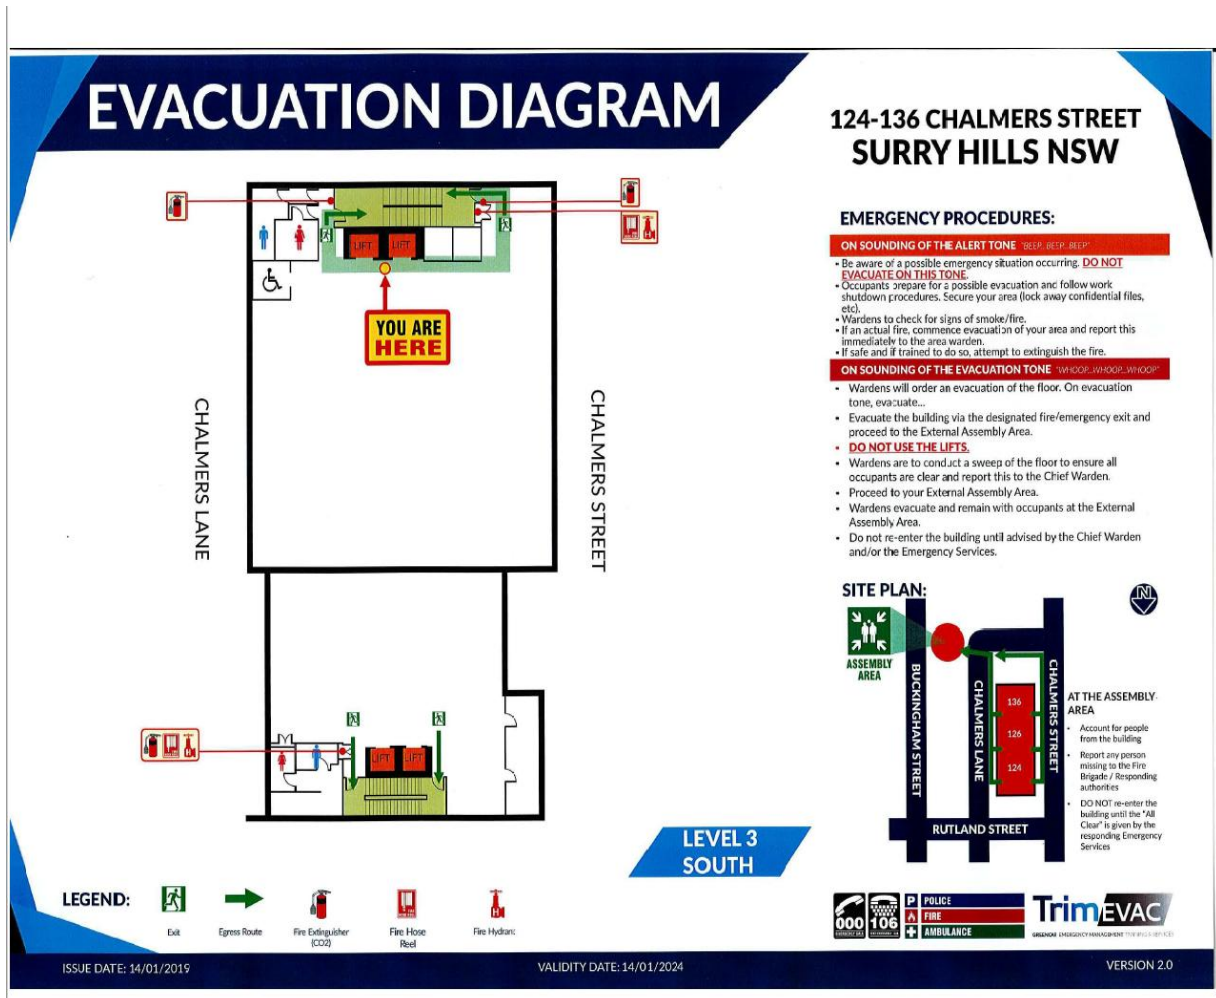 EVACUATION DIAGRAM
124-136 CHALMERS STREET
SURRY HILLS NSW
EMERGENCY PROCEDURES:
ON SOUNDING OF THE ALERT TONE "BEEP...BEEP...BEEP"
- Be aware of a possible emergency situation occurring. DO NOT
EVACUATE ON THIS TONE.
- Occupants prepare for a possible evacuation and follow work
shutdown procedures. Secure your area (lock away confidential files,
etc).
- Wardens to check for signs of smoke/fire.
- If an actual fire, commence evacuation of your area and report this
immediately to the area warden.
- If safe and if trained to do so, attempt to extinguish the fire.
ON SOUNDING OF THE EVACUATION TONE "WHOOP...WHOOP...WHOOP"
- Wardens will order an evacuation of the floor. On evacuation
tone, evacuate...
- Evacuate the building via the designated fire/emergency exit and
proceed to the External Assembly Area.
- DO NOT USE THE LIFTS.
- Wardens are to conduct a sweep of the floor to ensure all
occupants are clear and report this to the Chief Warden.
- Proceed to your External Assembly Area.
- Wardens evacuate and remain with occupants at the External
Assembly Area.
- Do not re-enter the building until advised by the Chief Warden
and/or the Emergency Services.
LIFT LIFT
YOU ARE
HERE
CHALMERS LANE
CHALMERS STREET
LIFT LIFT
SITE PLAN:
N
ASSEMBLY
AREA
BUCKINGHAM STREET
CHALMERS LANE
CHALMERS STREET
136
126
124
RUTLAND STREET
AT THE ASSEMBLY
AREA
- Account for people
from the building
- Report any person
missing to the Fire
Brigade / Responding
authorities
- DO NOT re-enter the
building until the "All
Clear" is given by the
responding Emergency
Services
LEVEL 3
SOUTH
LEGEND:
Exit
Egress Route
Fire Extinguisher
(CO2)
Fire Hose
Reel
Fire Hydran:
000
106
P POLICE
FIRE
AMBULANCE
TrimEVAC
ISSUE DATE: 14/01/2019
VALIDITY DATE: 14/01/2024
VERSION 2.0